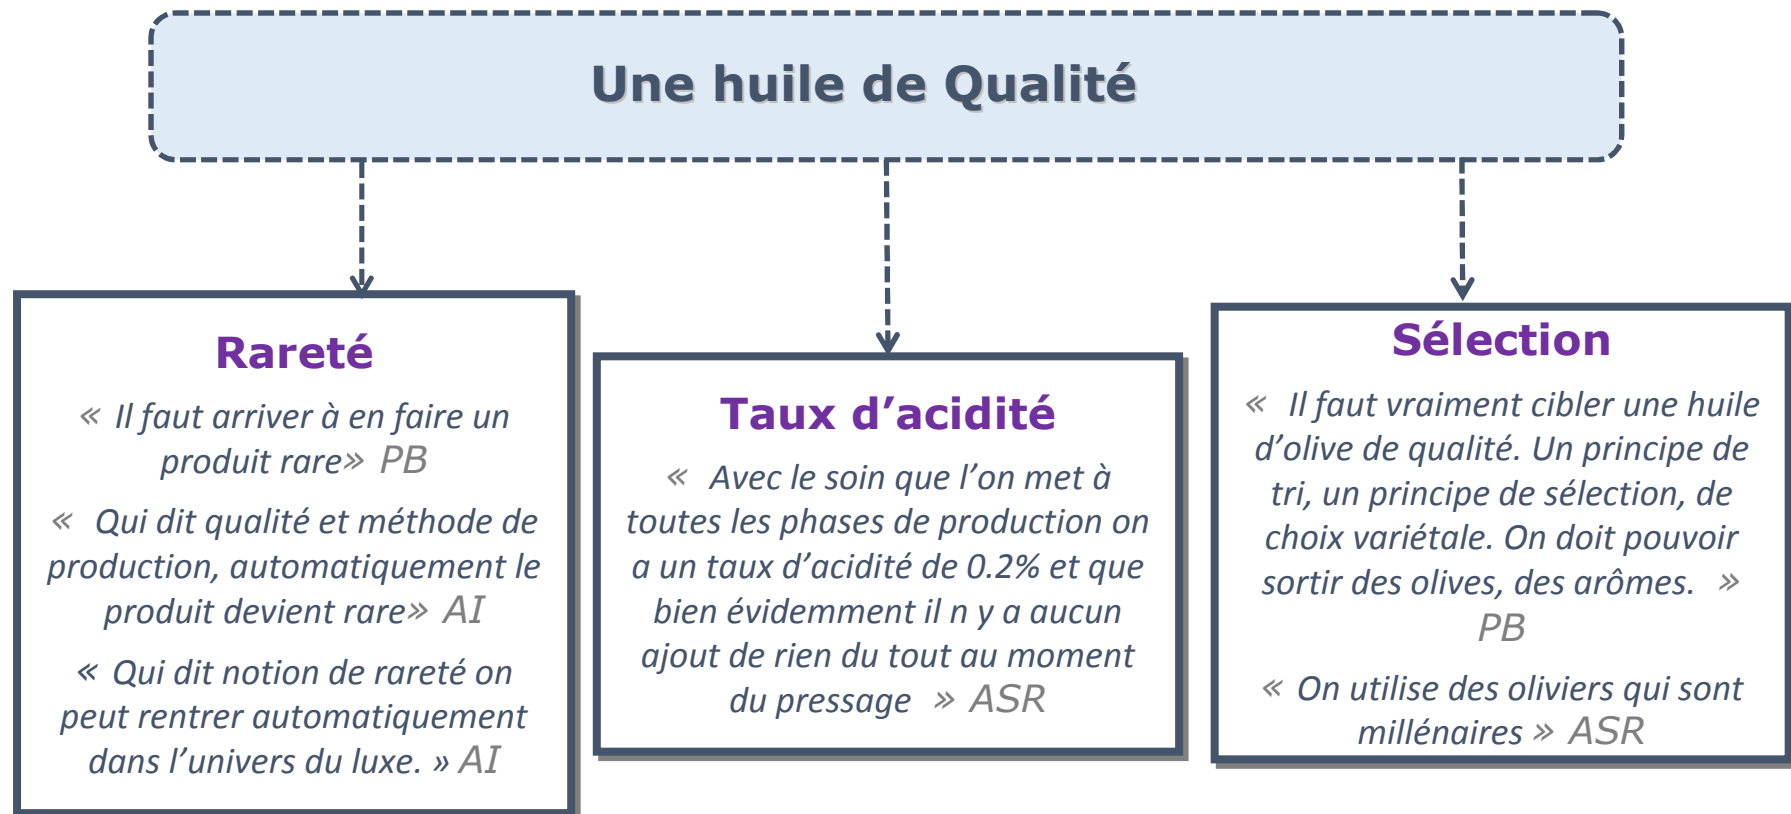 Une huile de Qualité
Rareté
« Il faut arriver à en faire un
produit rare» PB
« Qui dit qualité et méthode de
production, automatiquement le
produit devient rare» AI
« Qui dit notion de rareté on
peut rentrer automatiquement
dans l’univers du luxe. » AI
Taux d’acidité
« Avec le soin que l’on met à
toutes les phases de production on
a un taux d’acidité de 0.2% et que
bien évidemment il n y a aucun
ajout de rien du tout au moment
du pressage » ASR
Sélection
« Il faut vraiment cibler une huile
d’olive de qualité. Un principe de
tri, un principe de sélection, de
choix variétale. On doit pouvoir
sortir des olives, des arômes. »
PB
« On utilise des oliviers qui sont
millénaires » ASR